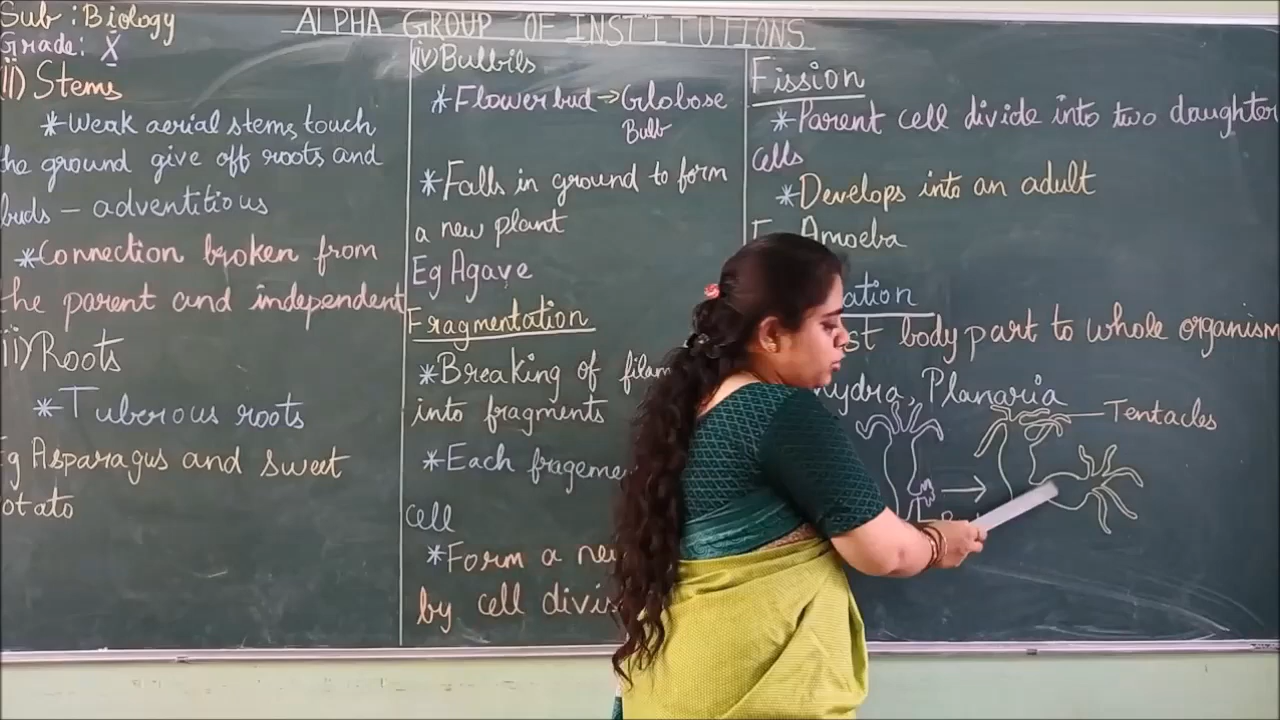 Sub : Biology
Grade: X
ALPHA GROUP OF INSTITUTIONS
ii) Stems
*Weak aerial stems touch
the ground give off roots and
buds – adventitious
*Connection broken from
the parent and independent
iii) Roots
*Tuberous roots
Eg Asparagus and sweet
potato
iv) Bulbils
*Flowerbud → Globose
Bulb
*Falls in ground to form
a new plant
Eg Agave
Fragmentation
*Breaking of
into fragments
*Each
cell
*Form a
by cell
Fission
*Parent cell divide into two daughter
cells
*Develops into an adult
Amoeba
body part to whole organism
hydra, Planaria
Tentacles